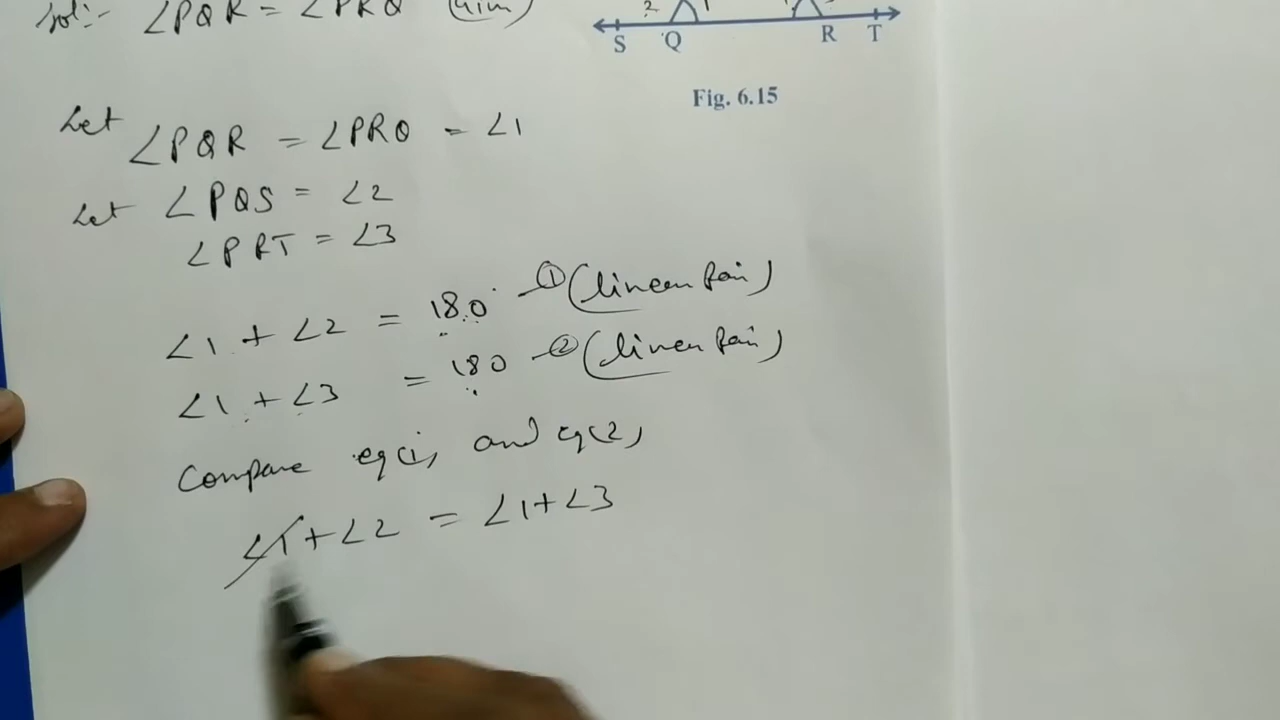 Sol:- ∠PQR = ∠PRQ (Given)
2 1
S Q R T
Fig. 6.15
Let ∠PQR = ∠PRQ = ∠1
Let ∠PQS = ∠2
∠PRT = ∠3
∠1 + ∠2 = 180° —① (linear pair)
∠1 + ∠3 = 180 —② (linear pair)
Compare eq(1) and eq(2)
∠1 + ∠2 = ∠1 + ∠3